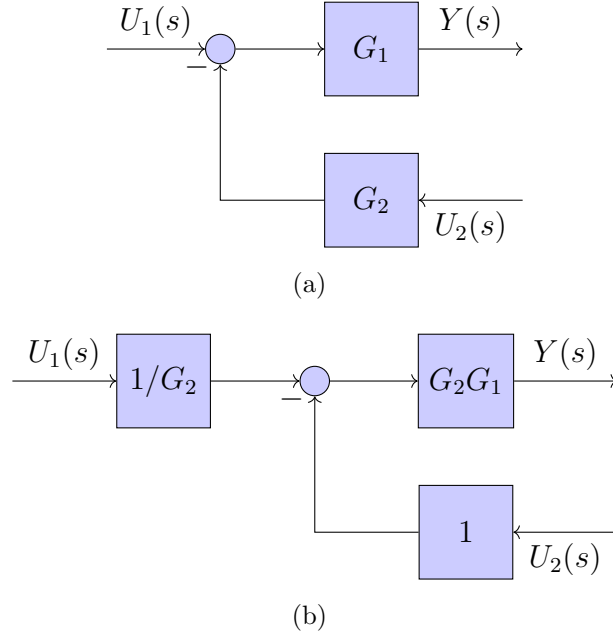 U₁(s) Y(s)
G₁
−
G₂
U₂(s)
(a)
U₁(s) Y(s)
1/G₂ G₂G₁
−
1
U₂(s)
(b)